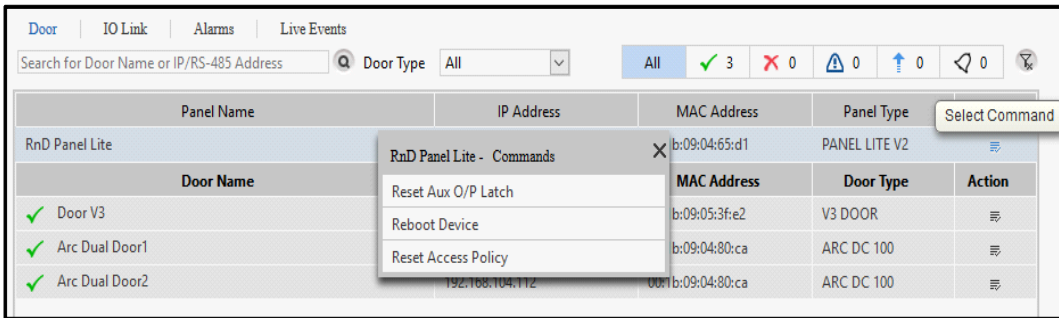 Door IO Link Alarms Live Events
Search for Door Name or IP/RS-485 Address Door Type All All 3 0 0 0 0
Panel Name IP Address MAC Address Panel Type Select Command
RnD Panel Lite b:09:04:65:d1 PANEL LITE V2
RnD Panel Lite - Commands X
Door Name MAC Address Door Type Action
Reset Aux O/P Latch
Door V3 b:09:05:3f:e2 V3 DOOR
Reboot Device
Arc Dual Door1 b:09:04:80:ca ARC DC 100
Reset Access Policy
Arc Dual Door2 192.168.104.112 00:1b:09:04:80:ca ARC DC 100